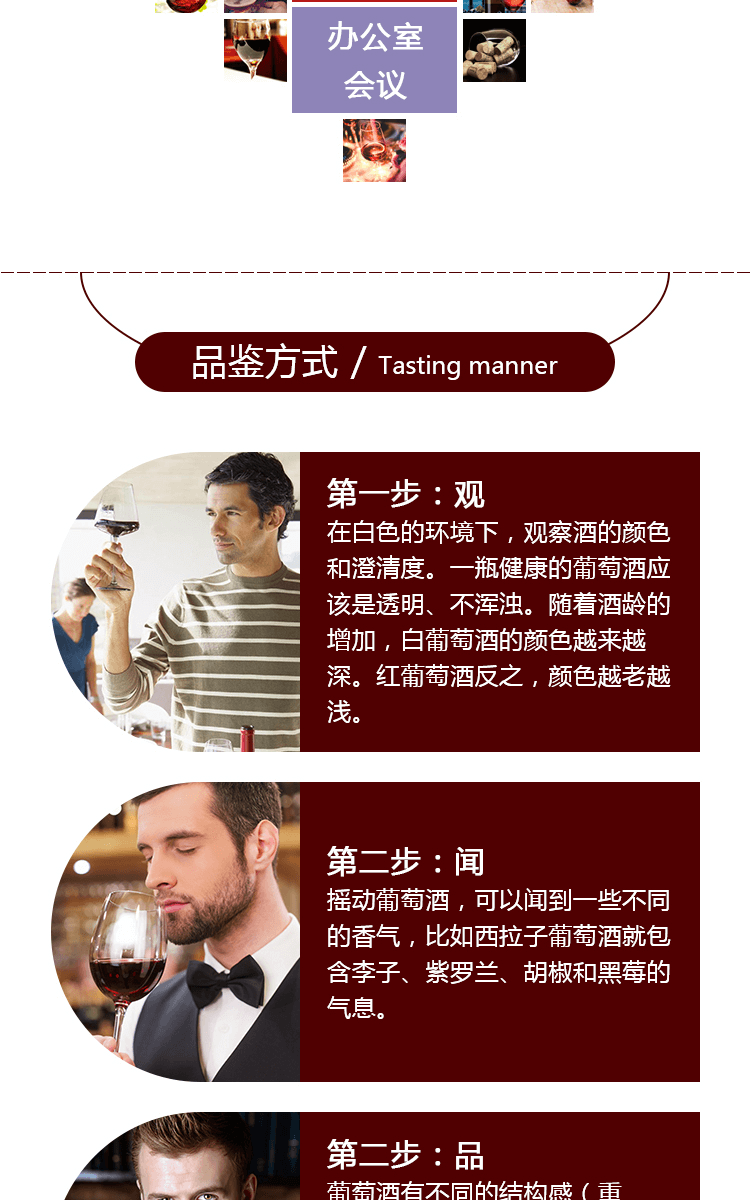 办公室
会议
品鉴方式 / Tasting manner
第一步：观
在白色的环境下，观察酒的颜色
和澄清度。一瓶健康的葡萄酒应
该是透明、不浑浊。随着酒龄的
增加，白葡萄酒的颜色越来越
深。红葡萄酒反之，颜色越老越
浅。
第二步：闻
摇动葡萄酒，可以闻到一些不同
的香气，比如西拉子葡萄酒就包
含李子、紫罗兰、胡椒和黑莓的
气息。
第二步：品
葡萄酒有不同的结构感（重